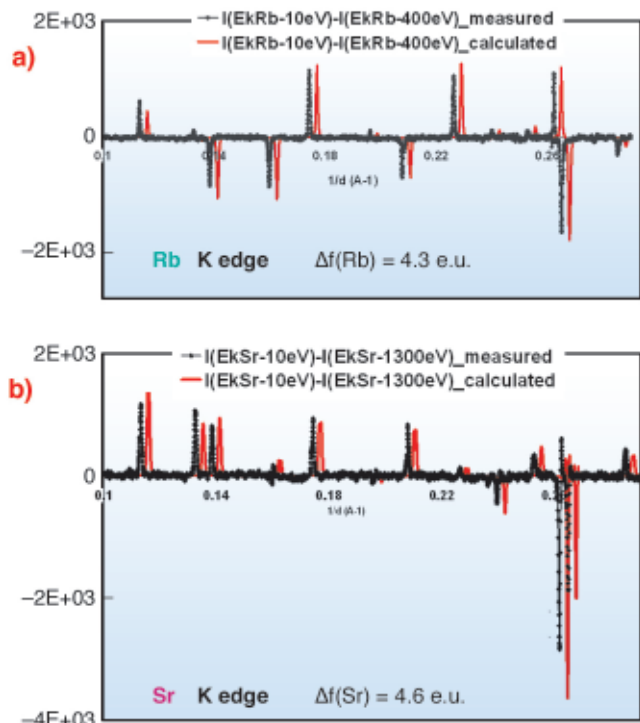 2E+03
I(EkRb-10eV)-I(EkRb-400eV)_measured
I(EkRb-10eV)-I(EkRb-400eV)_calculated
a)
0
0.1 0.14 0.18 0.22 0.26
1/d (A-1)
−2E+03
Rb K edge Δf(Rb) = 4.3 e.u.
2E+03
I(EkSr-10eV)-I(EkSr-1300eV)_measured
I(EkSr-10eV)-I(EkSr-1300eV)_calculated
b)
0
0.1 0.14 0.18 0.22
1/d (A-1)
−2E+03
Sr K edge Δf(Sr) = 4.6 e.u.
−4E+03